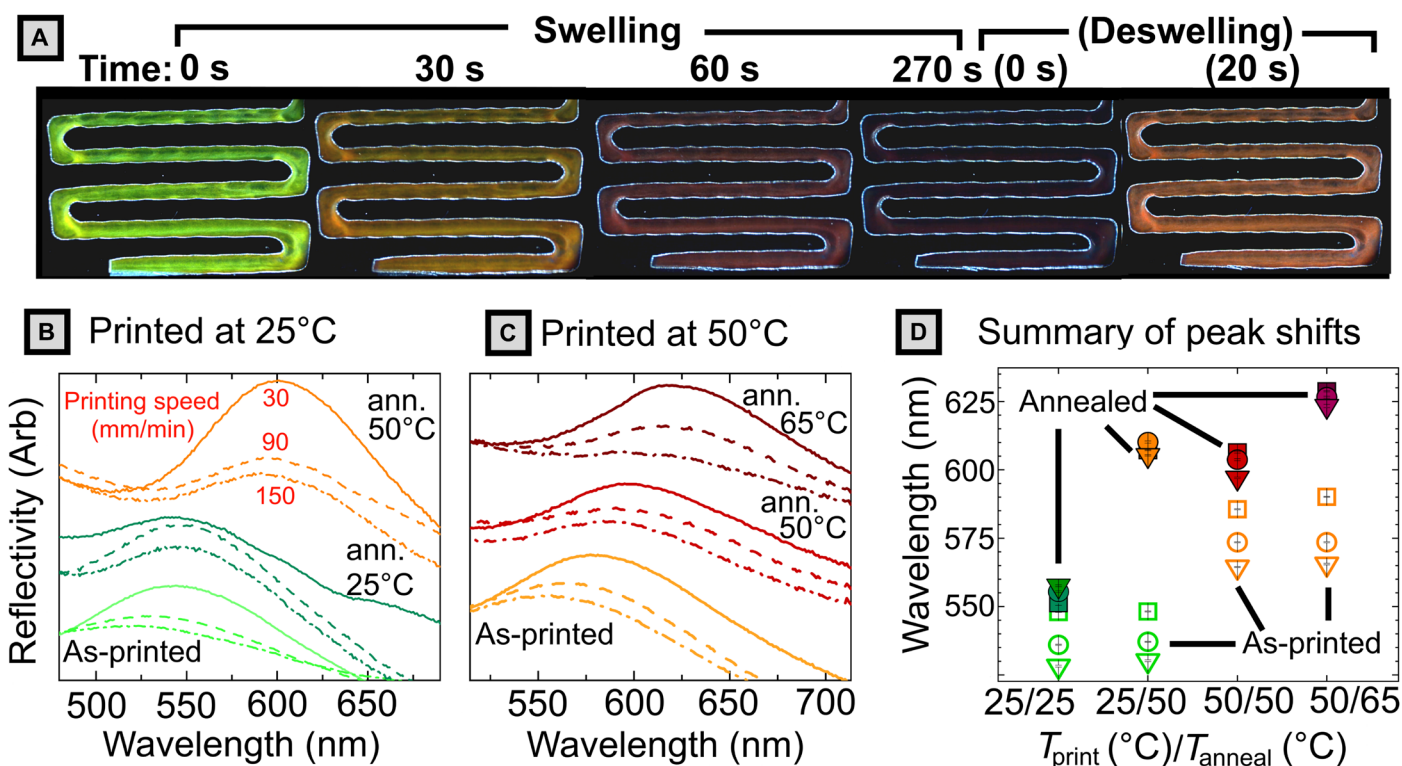 A
Swelling
(Deswelling)
Time: 0 s
30 s
60 s
270 s
(0 s)
(20 s)
B
Printed at 25°C
Reflectivity (Arb)
Printing speed
(mm/min)
30
90
150
ann.
50°C
ann.
25°C
As-printed
500
550
600
650
Wavelength (nm)
C
Printed at 50°C
ann.
65°C
ann.
50°C
As-printed
550
600
650
700
Wavelength (nm)
D
Summary of peak shifts
Wavelength (nm)
625
600
575
550
Annealed
As-printed
25/25
25/50
50/50
50/65
Tprint (°C)/Tanneal (°C)